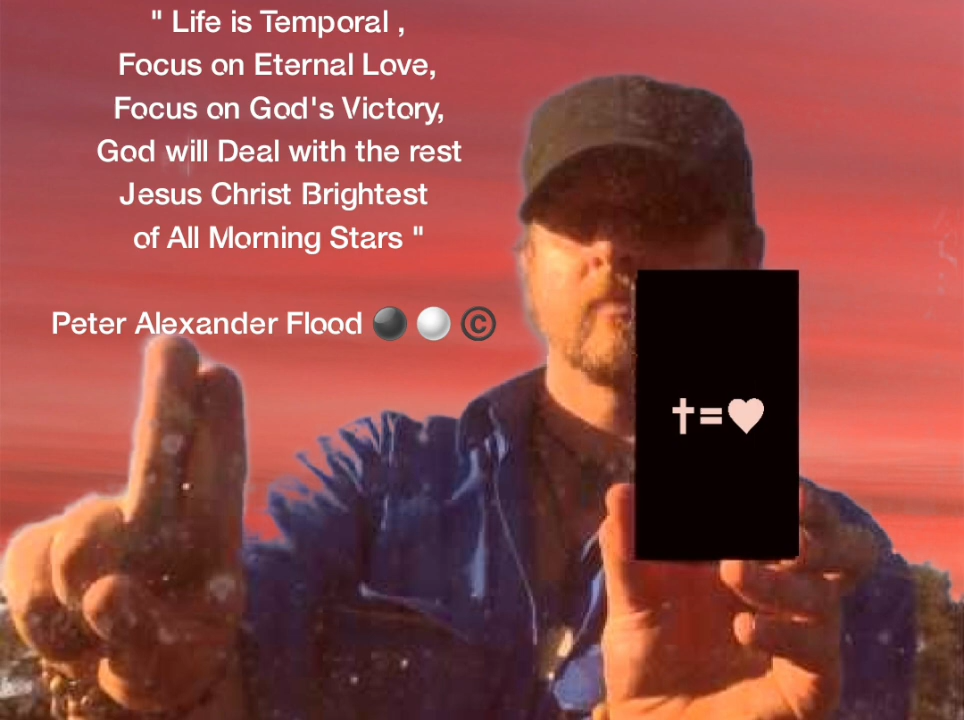 " Life is Temporal ,
Focus on Eternal Love,
Focus on God's Victory,
God will Deal with the rest
Jesus Christ Brightest
of All Morning Stars "
Peter Alexander Flood ⚫⚪©
✝=♥